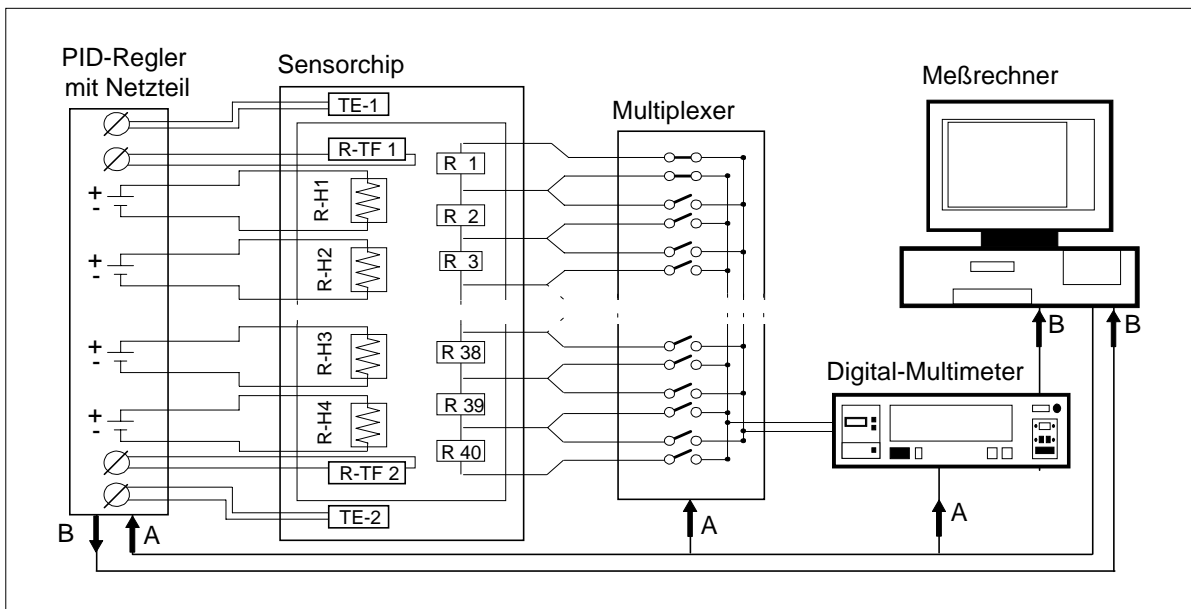 PID-Regler
mit Netzteil
Sensorchip
Multiplexer
Meßrechner
Digital-Multimeter
TE-1
R-TF 1
+
-
R-H1
+
-
R-H2
+
-
R-H3
+
-
R-H4
R-TF 2
TE-2
R 1
R 2
R 3
R 38
R 39
R 40
B
A
A
A
B
B